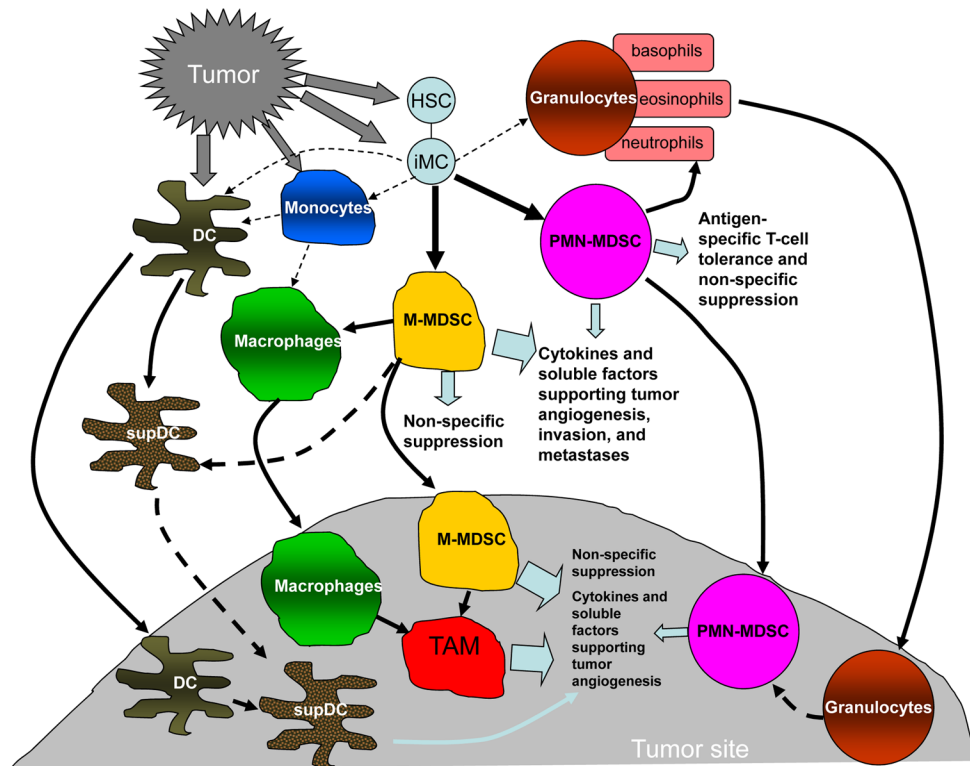 Tumor
HSC
iMC
Granulocytes
basophils
eosinophils
neutrophils
DC
Monocytes
PMN-MDSC
Antigen-
specific T-cell
tolerance and
non-specific
suppression
Macrophages
M-MDSC
Non-specific
suppression
Cytokines and
soluble factors
supporting tumor
angiogenesis,
invasion, and
metastases
supDC
M-MDSC
Macrophages
TAM
Non-specific
suppression
Cytokines and
soluble
factors
supporting
tumor
angiogenesis
PMN-MDSC
DC
supDC
Granulocytes
Tumor site